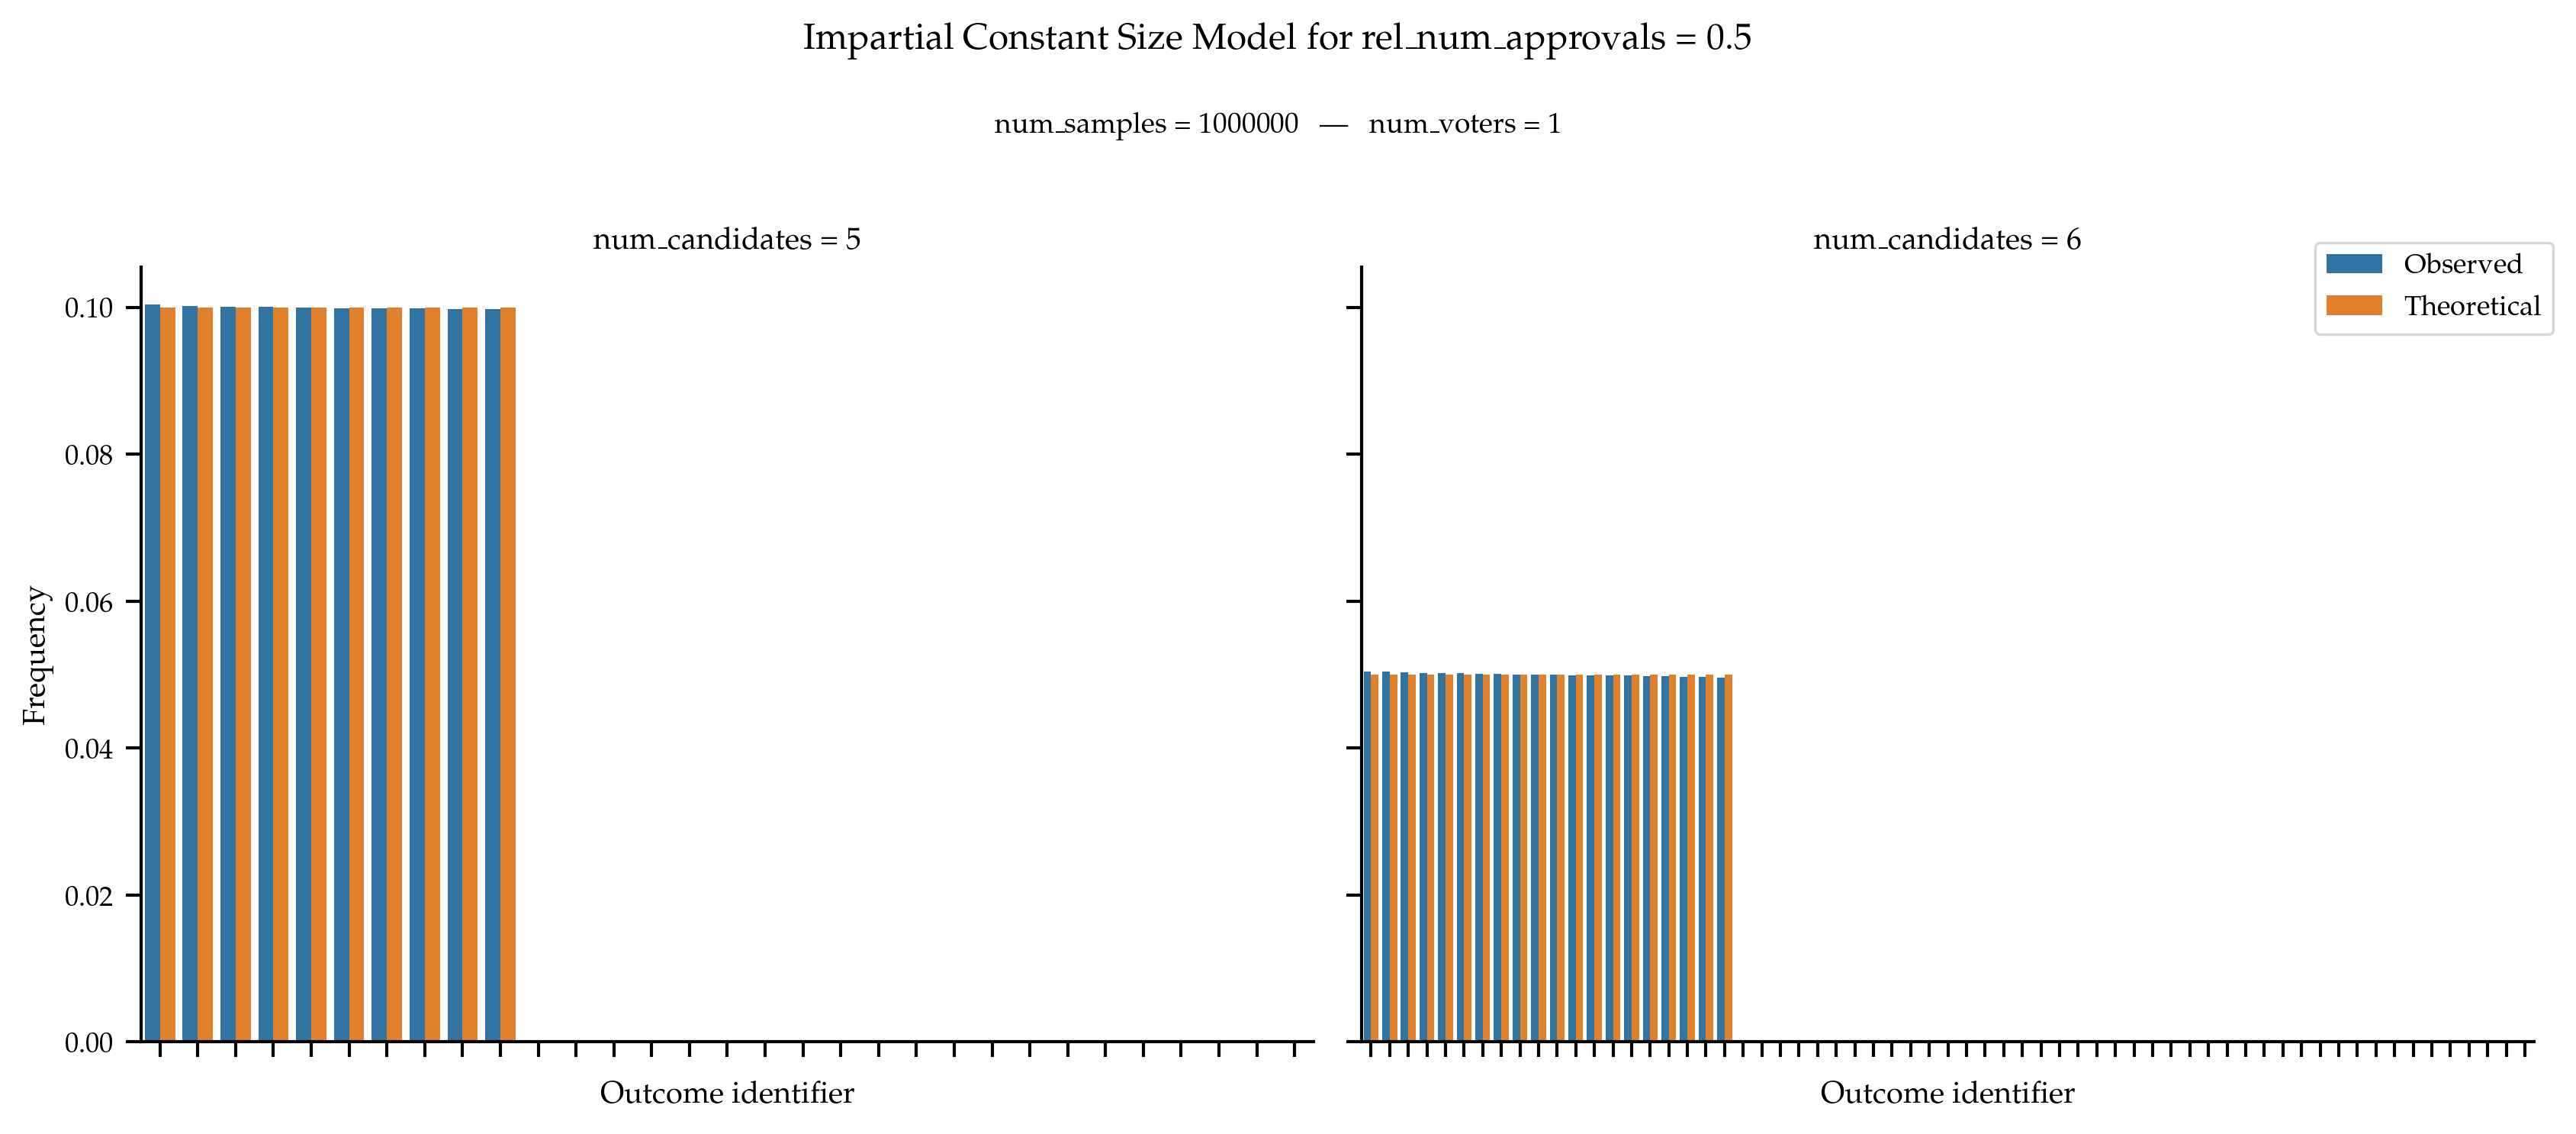 Impartial Constant Size Model for rel_num_approvals = 0.5
num_samples = 1000000 — num_voters = 1
num_candidates = 5
num_candidates = 6
Observed
Theoretical
0.10
0.08
0.06
0.04
0.02
0.00
Frequency
Outcome identifier
Outcome identifier